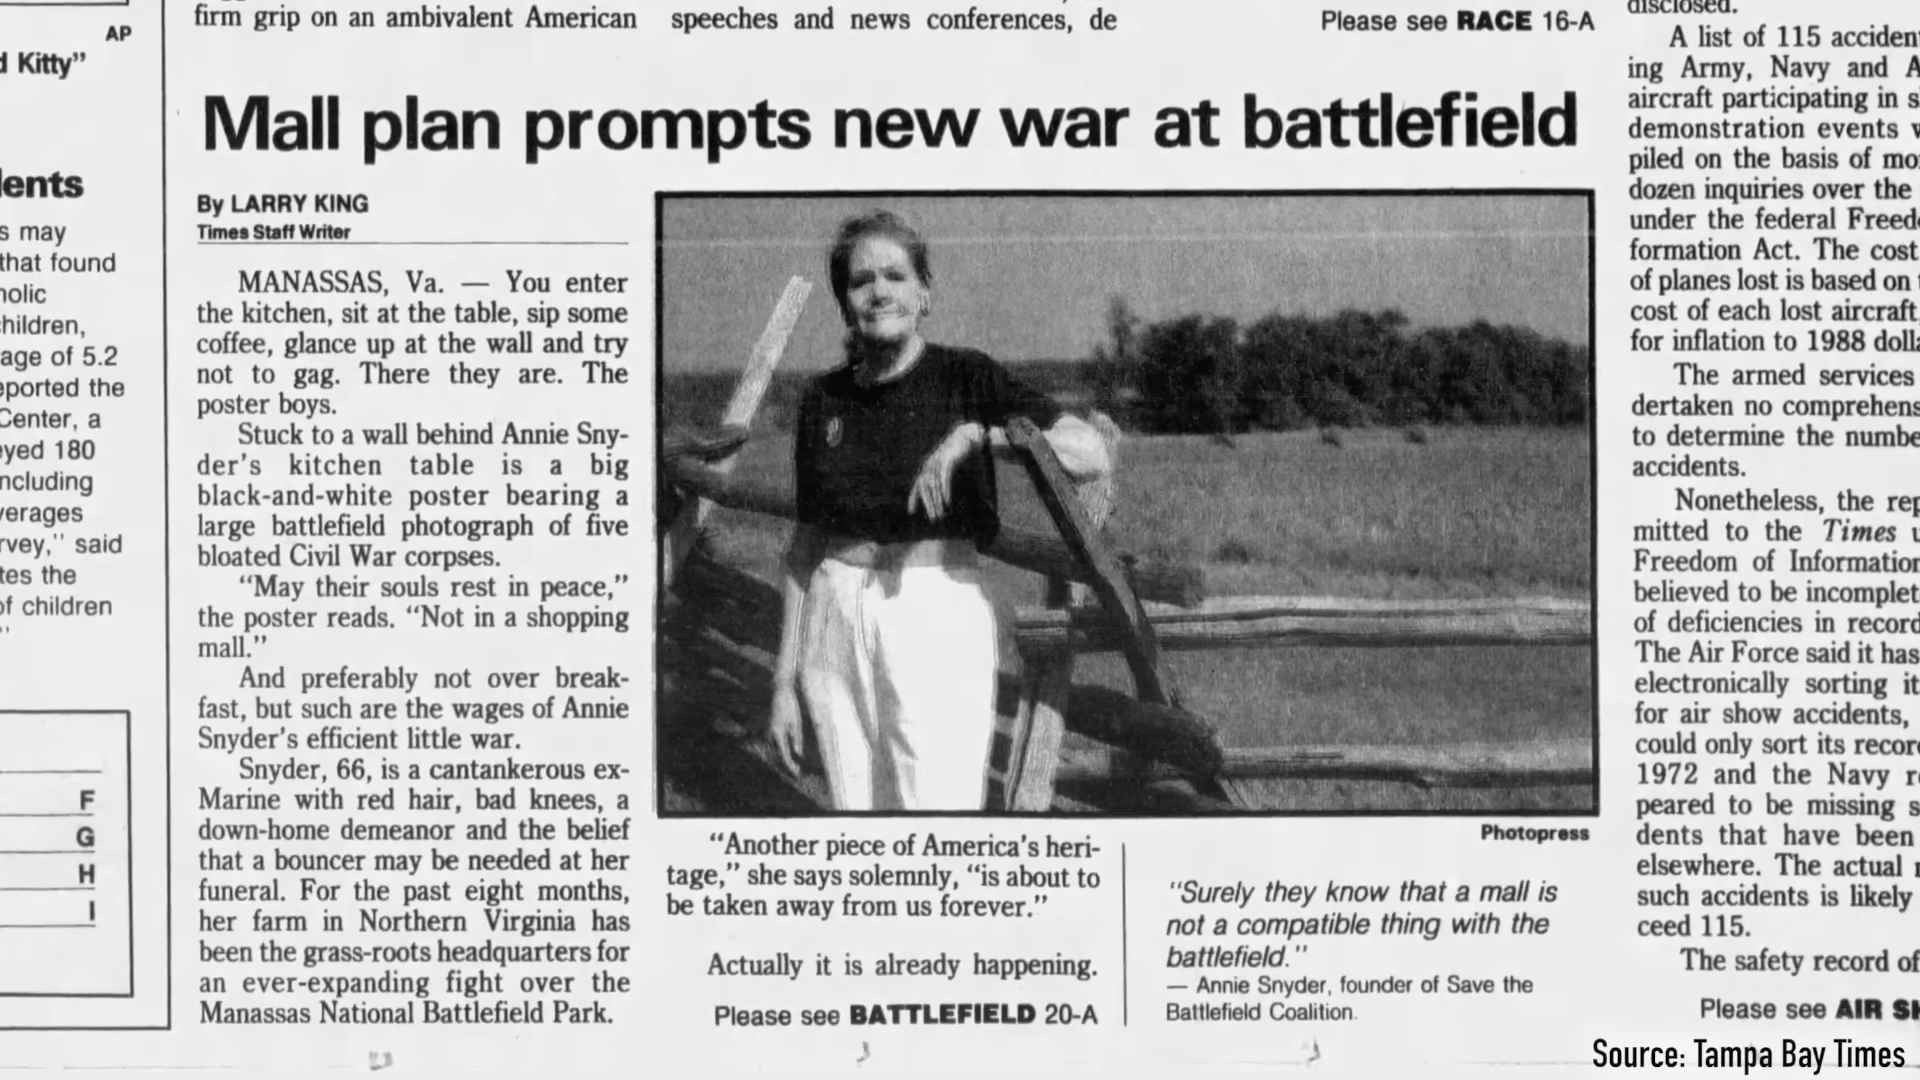 AP
Kitty”
ents
s may
that found
holic
children,
age of 5.2
eported the
Center, a
eyed 180
ncluding
verages
rvey,” said
tes the
of children
”
F
G
H
I
firm grip on an ambivalent American
speeches and news conferences, de
Please see RACE 16-A
Mall plan prompts new war at battlefield
By LARRY KING
Times Staff Writer
MANASSAS, Va. — You enter
the kitchen, sit at the table, sip some
coffee, glance up at the wall and try
not to gag. There they are. The
poster boys.
Stuck to a wall behind Annie Sny-
der’s kitchen table is a big
black-and-white poster bearing a
large battlefield photograph of five
bloated Civil War corpses.
“May their souls rest in peace,”
the poster reads. “Not in a shopping
mall.”
And preferably not over break-
fast, but such are the wages of Annie
Snyder’s efficient little war.
Snyder, 66, is a cantankerous ex-
Marine with red hair, bad knees, a
down-home demeanor and the belief
that a bouncer may be needed at her
funeral. For the past eight months,
her farm in Northern Virginia has
been the grass-roots headquarters for
an ever-expanding fight over the
Manassas National Battlefield Park.
Photopress
“Another piece of America’s heri-
tage,” she says solemnly, “is about to
be taken away from us forever.”
Actually it is already happening.
Please see BATTLEFIELD 20-A
“Surely they know that a mall is
not a compatible thing with the
battlefield.”
— Annie Snyder, founder of Save the
Battlefield Coalition.
disclosed.
A list of 115 acciden
ing Army, Navy and A
aircraft participating in s
demonstration events w
piled on the basis of mo
dozen inquiries over the
under the federal Freed
formation Act. The cost
of planes lost is based on
cost of each lost aircraft,
for inflation to 1988 dolla
The armed services
dertaken no comprehens
to determine the numbe
accidents.
Nonetheless, the rep
mitted to the Times u
Freedom of Information
believed to be incomplet
of deficiencies in record
The Air Force said it has
electronically sorting it
for air show accidents,
could only sort its record
1972 and the Navy re
peared to be missing s
dents that have been
elsewhere. The actual
such accidents is likely
ceed 115.
The safety record of
Please see AIR SH
Source: Tampa Bay Times